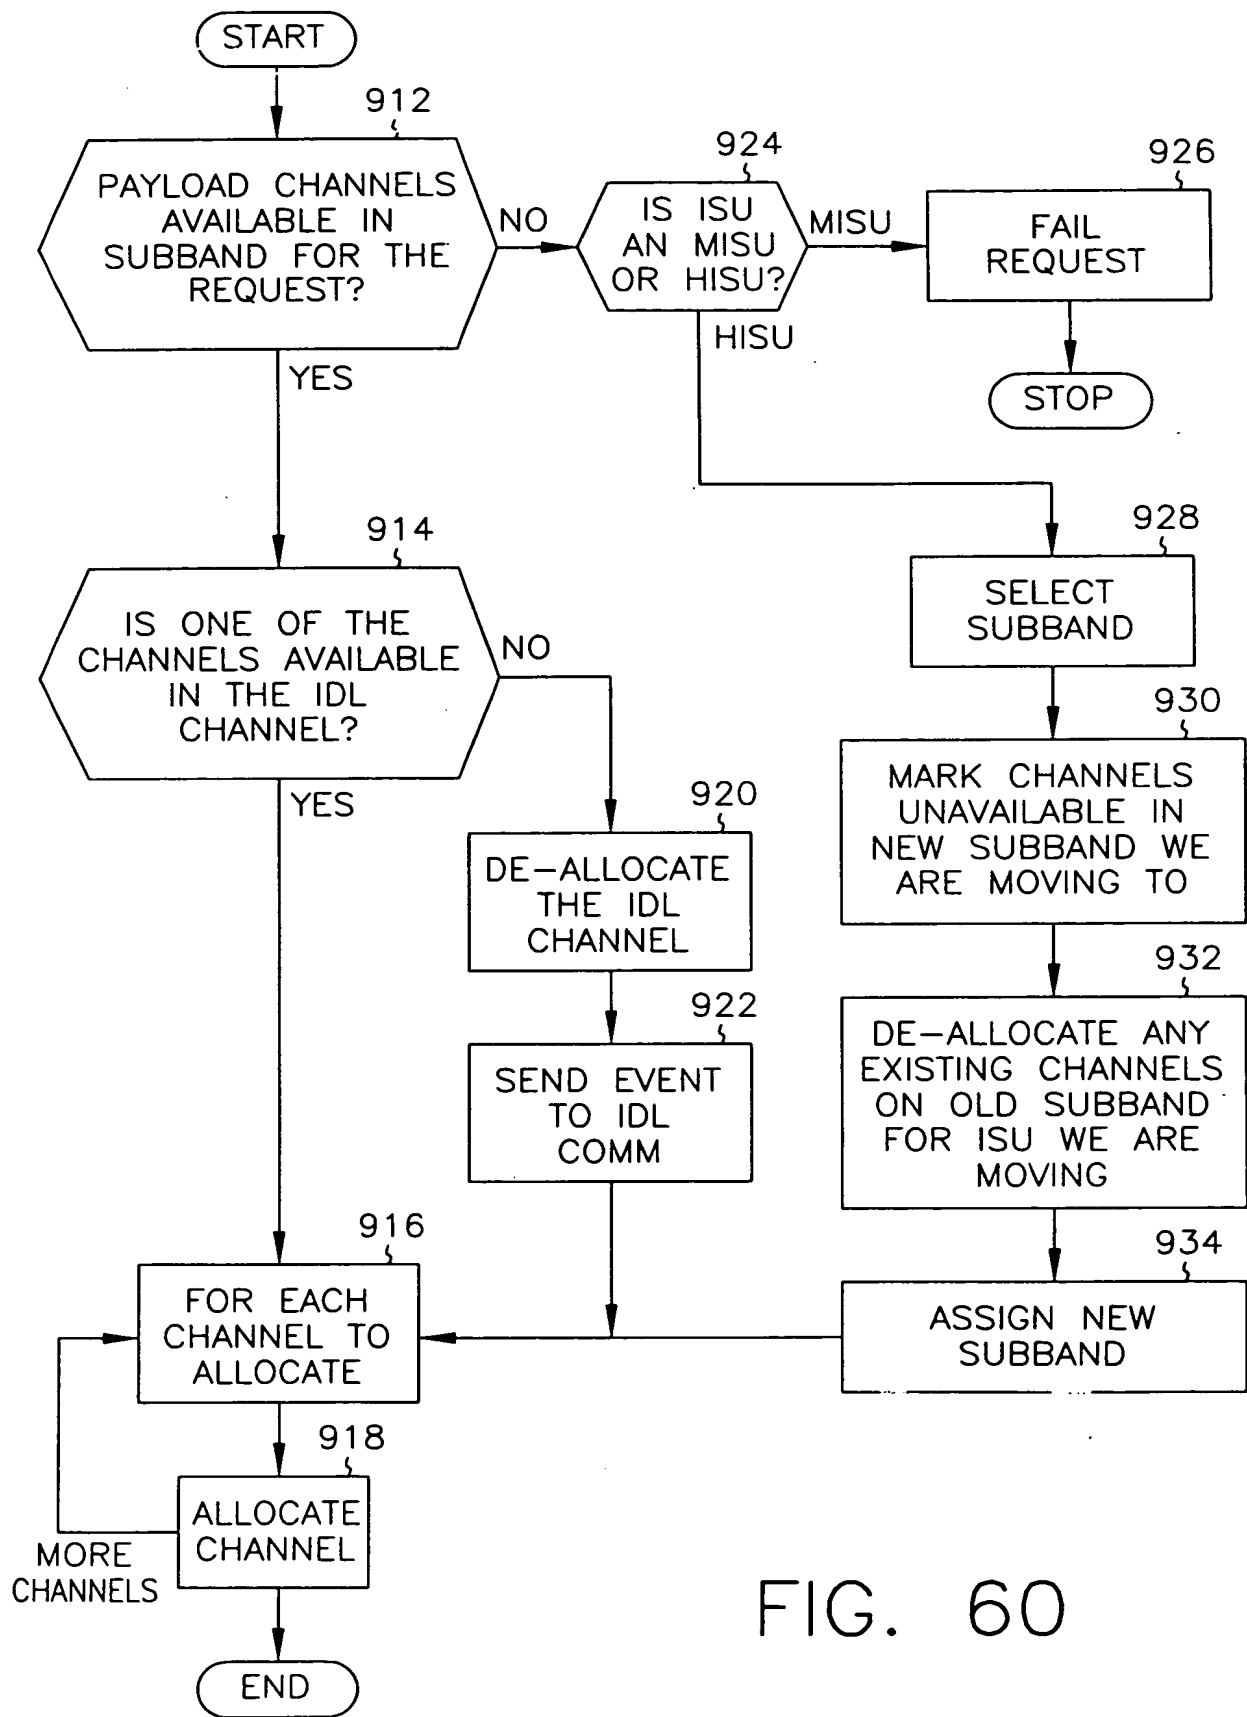 START
912
PAYLOAD CHANNELS
AVAILABLE IN
SUBBAND FOR THE
REQUEST?
NO
YES
924
IS ISU
AN MISU
OR HISU?
MISU
HISU
926
FAIL
REQUEST
STOP
914
IS ONE OF THE
CHANNELS AVAILABLE
IN THE IDL
CHANNEL?
NO
YES
928
SELECT
SUBBAND
930
MARK CHANNELS
UNAVAILABLE IN
NEW SUBBAND WE
ARE MOVING TO
920
DE-ALLOCATE
THE IDL
CHANNEL
932
DE-ALLOCATE ANY
EXISTING CHANNELS
ON OLD SUBBAND
FOR ISU WE ARE
MOVING
922
SEND EVENT
TO IDL
COMM
934
ASSIGN NEW
SUBBAND
916
FOR EACH
CHANNEL TO
ALLOCATE
918
ALLOCATE
CHANNEL
MORE
CHANNELS
END
FIG. 60